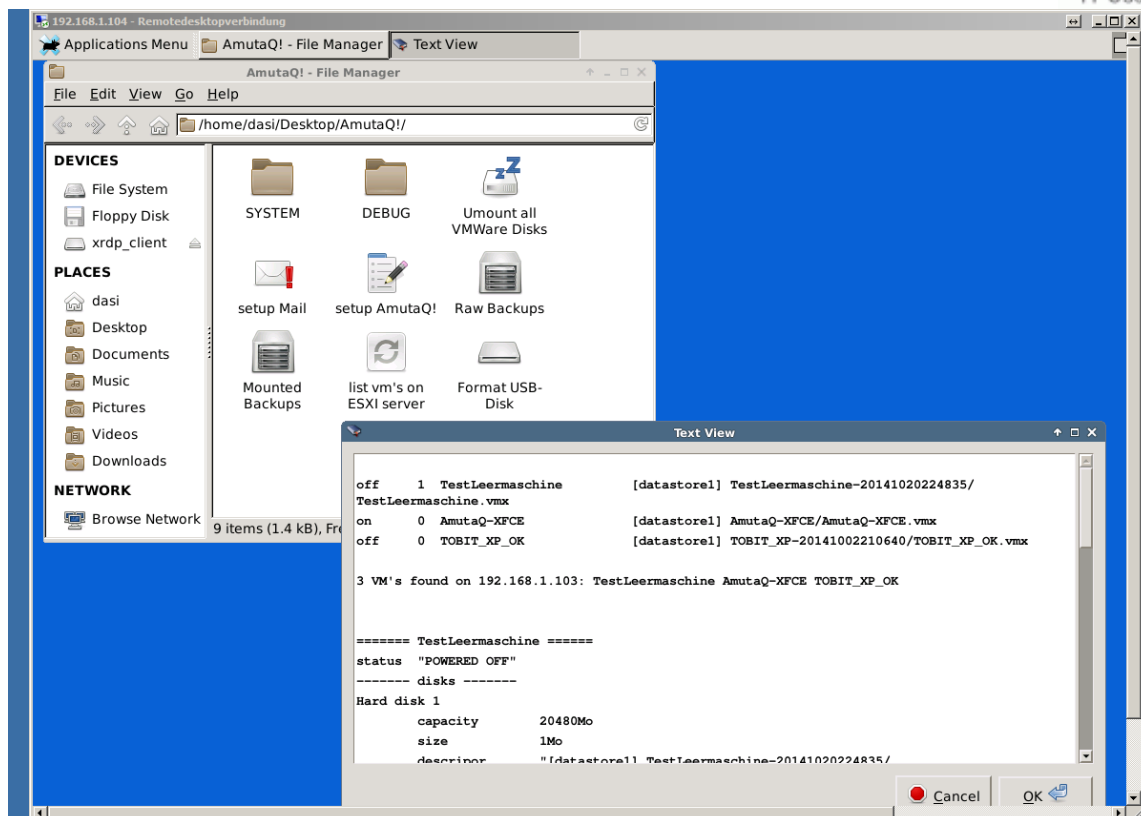 192.168.1.104 - Remotedesktopverbindung
Applications Menu AmutaQ! - File Manager Text View
AmutaQ! - File Manager
File Edit View Go Help
/home/dasi/Desktop/AmutaQ!/
DEVICES
File System
Floppy Disk
xrdp_client
PLACES
dasi
Desktop
Documents
Music
Pictures
Videos
Downloads
NETWORK
Browse Network
SYSTEM
DEBUG
Umount all
VMWare Disks
setup Mail
setup AmutaQ!
Raw Backups
Mounted
Backups
list vm's on
ESXI server
Format USB-
Disk
9 items (1.4 kB),
Text View
off 1 TestLeermaschine [datastore1] TestLeermaschine-20141020224835/
TestLeermaschine.vmx
on 0 AmutaQ-XFCE [datastore1] AmutaQ-XFCE/AmutaQ-XFCE.vmx
off 0 TOBIT_XP_OK [datastore1] TOBIT_XP-20141002210640/TOBIT_XP_OK.vmx
3 VM's found on 192.168.1.103: TestLeermaschine AmutaQ-XFCE TOBIT_XP_OK
======= TestLeermaschine ======
status "POWERED OFF"
------- disks -------
Hard disk 1
capacity 20480Mo
size 1Mo
descripor "[datastore1] TestLeermaschine-20141020224835/
Cancel
OK